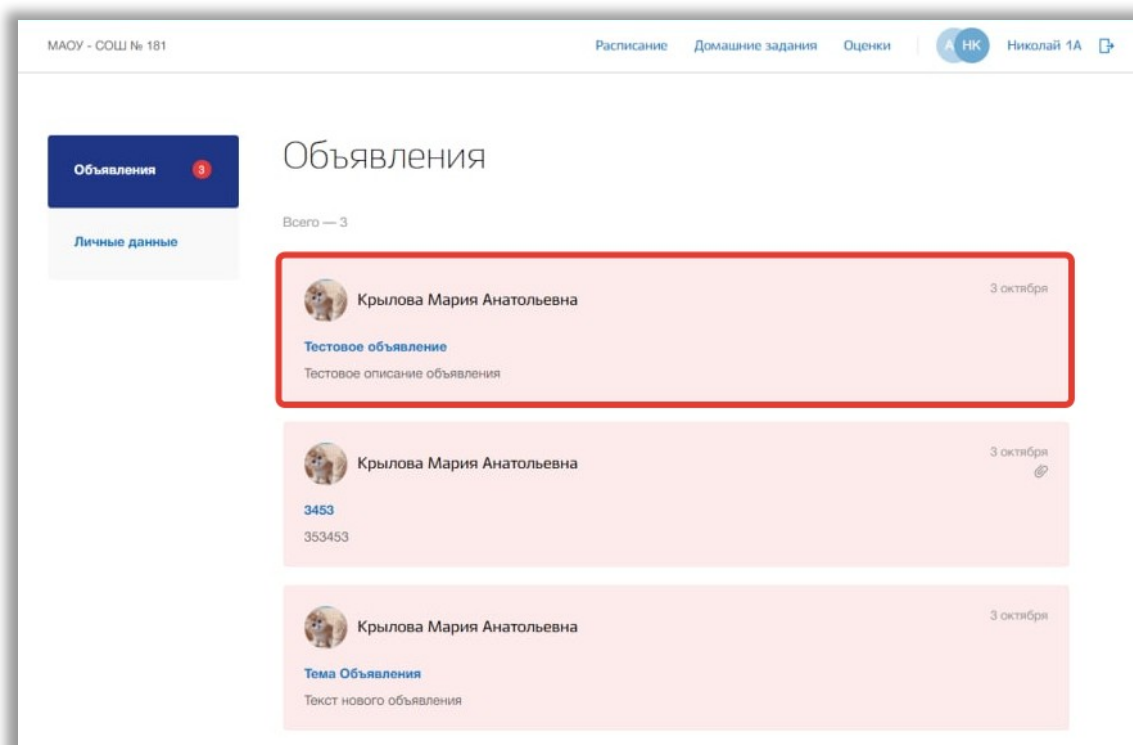 МАОУ - СОШ № 181
Расписание Домашние задания Оценки А НК Николай 1А
Объявления 3
Личные данные
Объявления
Всего — 3
Крылова Мария Анатольевна 3 октября
Тестовое объявление
Тестовое описание объявления
Крылова Мария Анатольевна 3 октября
3453
353453
Крылова Мария Анатольевна 3 октября
Тема Объявления
Текст нового объявления